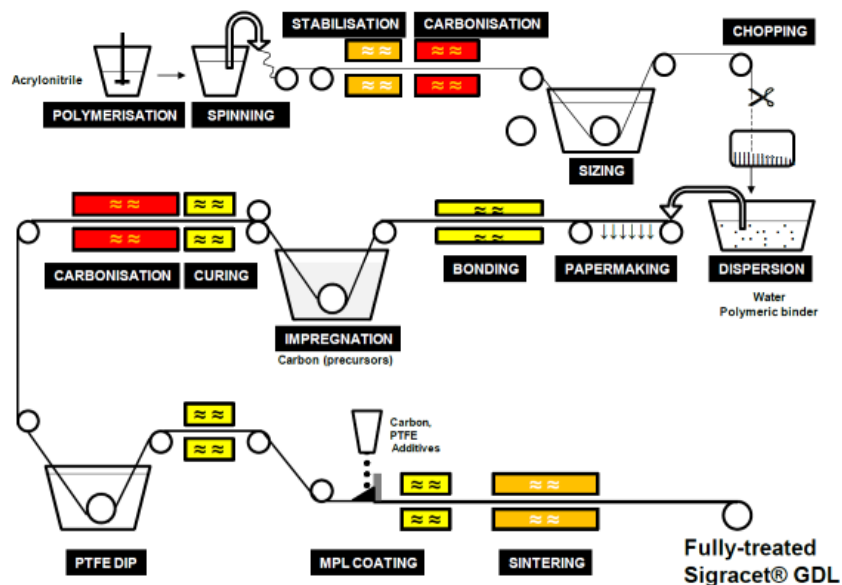 STABILISATION
CARBONISATION
CHOPPING
Acrylonitrile
POLYMERISATION
SPINNING
SIZING
CARBONISATION
CURING
BONDING
PAPERMAKING
DISPERSION
Water
Polymeric binder
IMPREGNATION
Carbon (precursors)
Carbon,
PTFE
Additives
PTFE DIP
MPL COATING
SINTERING
Fully-treated
Sigracet® GDL